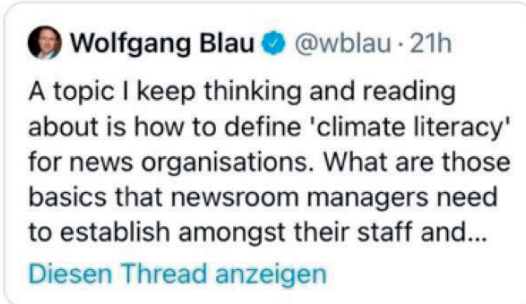 Wolfgang Blau @wblau · 21h
A topic I keep thinking and reading
about is how to define 'climate literacy'
for news organisations. What are those
basics that newsroom managers need
to establish amongst their staff and...
Diesen Thread anzeigen